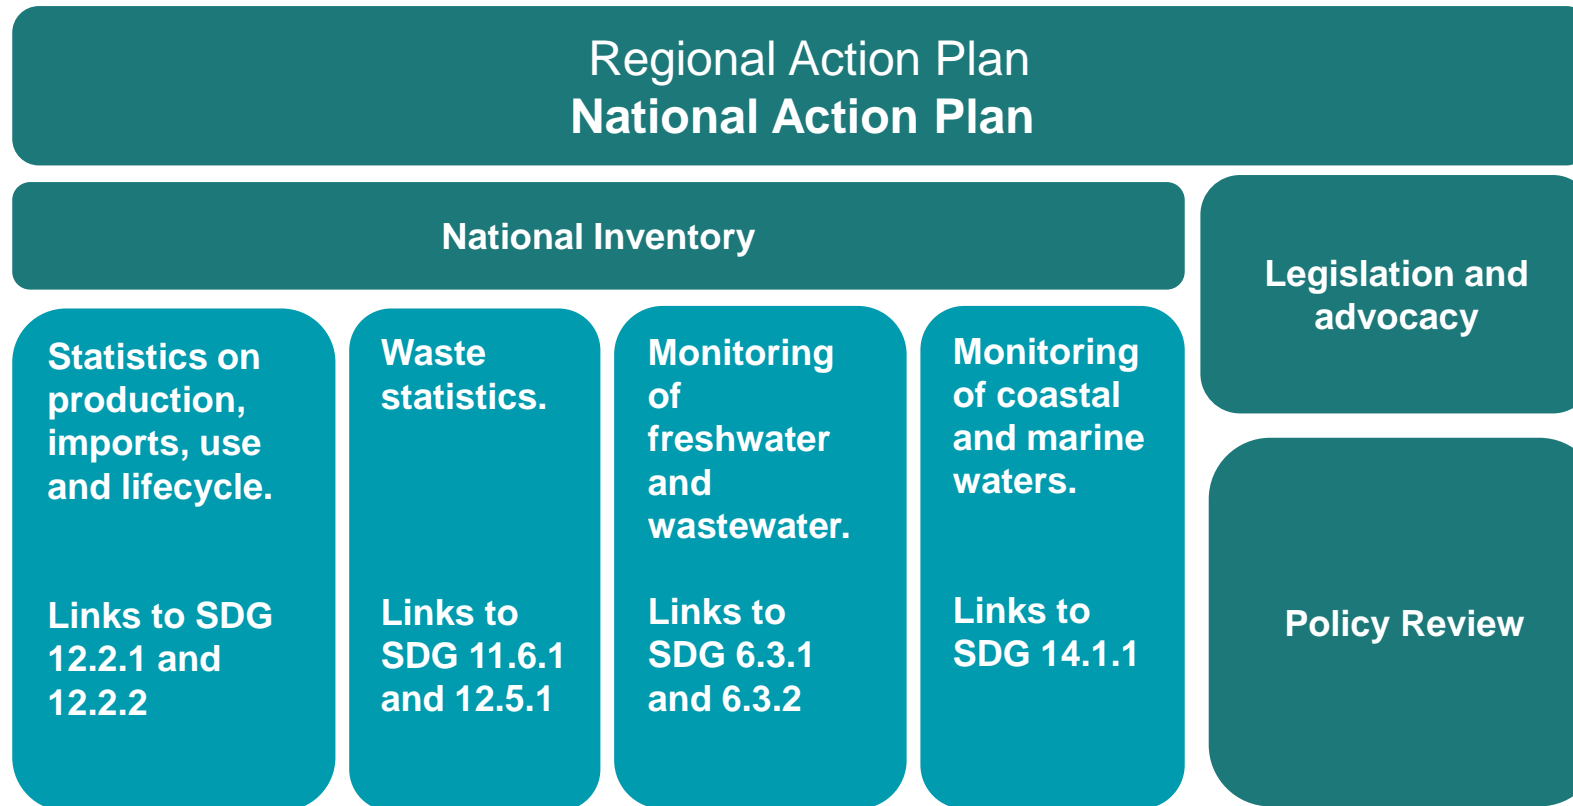 Regional Action Plan
National Action Plan
National Inventory
Legislation and
advocacy
Statistics on
production,
imports, use
and lifecycle.
Links to SDG
12.2.1 and
12.2.2
Waste
statistics.
Links to
SDG 11.6.1
and 12.5.1
Monitoring
of
freshwater
and
wastewater.
Links to
SDG 6.3.1
and 6.3.2
Monitoring
of coastal
and marine
waters.
Links to
SDG 14.1.1
Policy Review